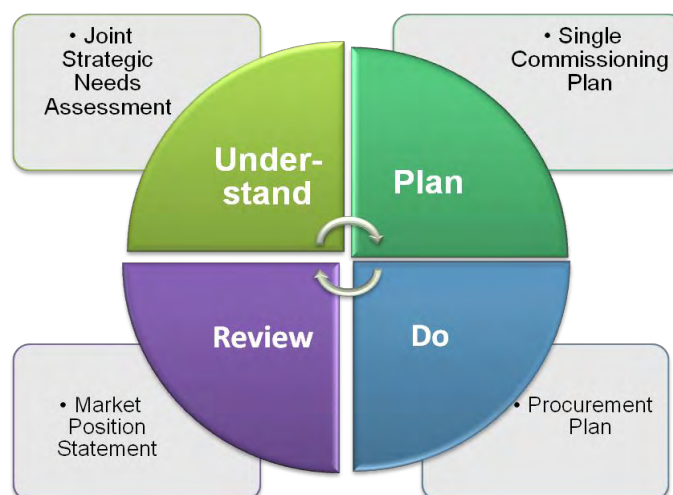 • Joint
Strategic
Needs
Assessment
• Single
Commissioning
Plan
Under-
stand
Plan
Review
Do
• Market
Position
Statement
• Procurement
Plan